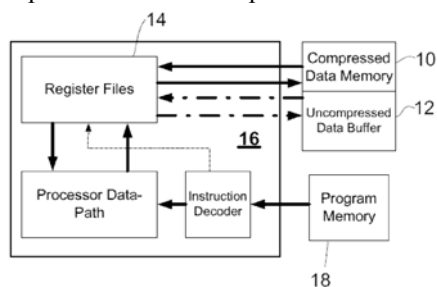 14
Compressed
Data Memory
10
Register Files
Uncompressed
Data Buffer
12
16
Processor Data-
Path
Instruction
Decoder
Program
Memory
18